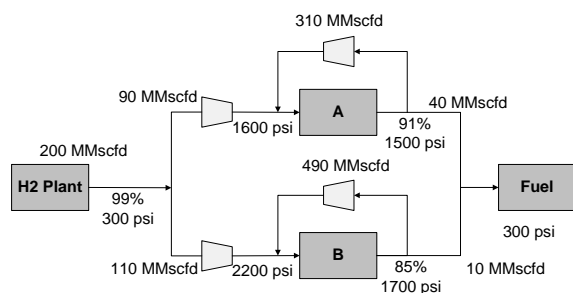 310 MMscfd
90 MMscfd
A
40 MMscfd
1600 psi
91%
1500 psi
200 MMscfd
H2 Plant
99%
300 psi
490 MMscfd
Fuel
300 psi
B
110 MMscfd
2200 psi
85%
1700 psi
10 MMscfd